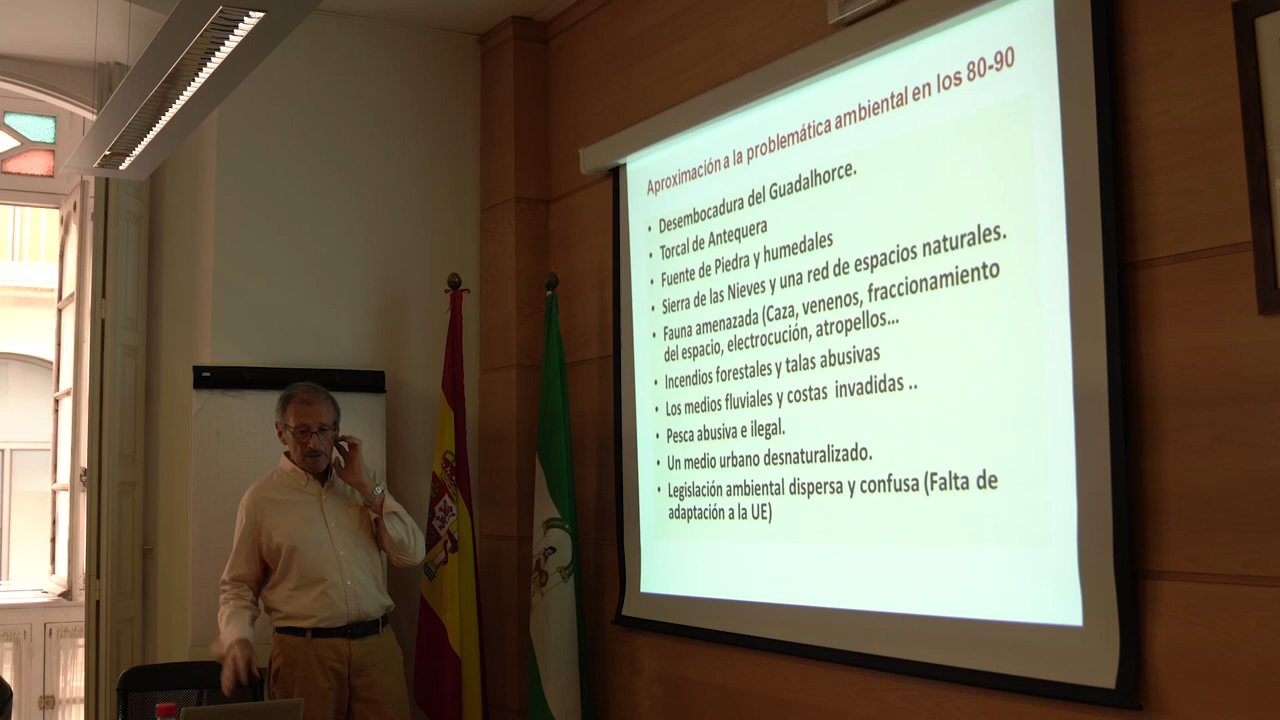 Aproximación a la problemática ambiental en los 80-90
• Desembocadura del Guadalhorce.
• Torcal de Antequera
• Fuente de Piedra y humedales
• Sierra de las Nieves y una red de espacios naturales.
• Fauna amenazada (Caza, venenos, fraccionamiento
del espacio, electrocución, atropellos...
• Incendios forestales y talas abusivas
• Los medios fluviales y costas invadidas ..
• Pesca abusiva e ilegal.
• Un medio urbano desnaturalizado.
• Legislación ambiental dispersa y confusa (Falta de
adaptación a la UE)